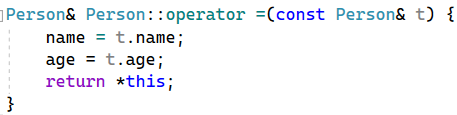 Person& Person::operator =(const Person& t) {
    name = t.name;
    age = t.age;
    return *this;
}